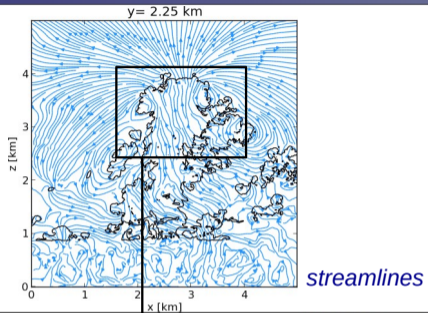 y= 2.25 km
z [km]
4
3
2
1
0
0 1 2 3 4
x [km]
streamlines